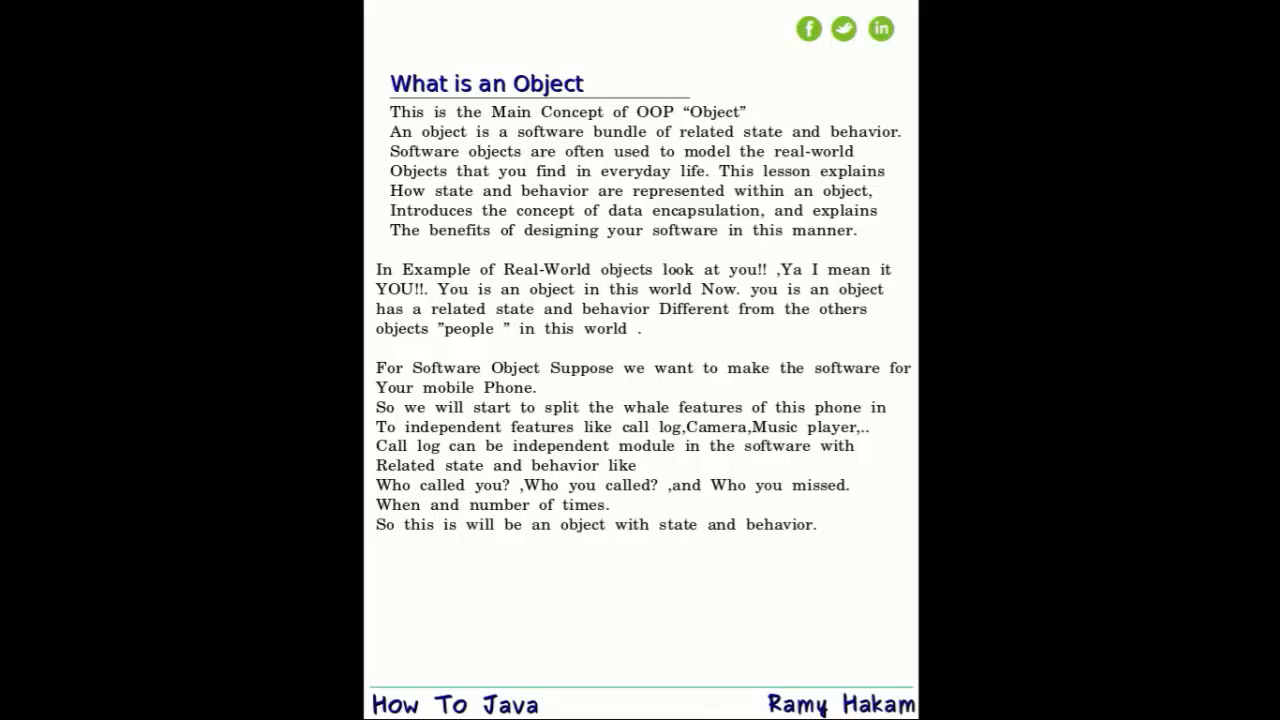 What is an Object
This is the Main Concept of OOP “Object”
An object is a software bundle of related state and behavior.
Software objects are often used to model the real-world
Objects that you find in everyday life. This lesson explains
How state and behavior are represented within an object,
Introduces the concept of data encapsulation, and explains
The benefits of designing your software in this manner.
In Example of Real-World objects look at you!! ,Ya I mean it
YOU!!. You is an object in this world Now. you is an object
has a related state and behavior Different from the others
objects ”people ” in this world .
For Software Object Suppose we want to make the software for
Your mobile Phone.
So we will start to split the whale features of this phone in
To independent features like call log,Camera,Music player,..
Call log can be independent module in the software with
Related state and behavior like
Who called you? ,Who you called? ,and Who you missed.
When and number of times.
So this is will be an object with state and behavior.
How To Java
Ramy Hakam